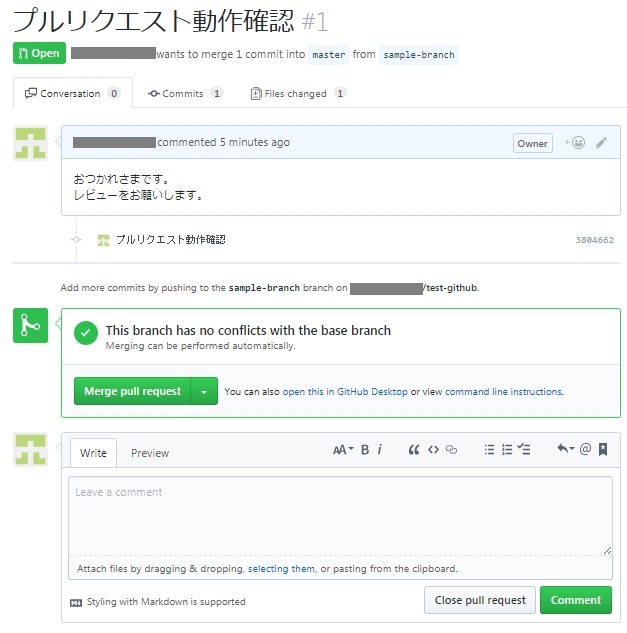 プルリクエスト動作確認 #1
Open wants to merge 1 commit into master from sample-branch
Conversation 0 Commits 1 Files changed 1
commented 5 minutes ago Owner +
おつかれさまです。
レビューをお願いします。
プルリクエスト動作確認 3804662
Add more commits by pushing to the sample-branch branch on /test-github.
This branch has no conflicts with the base branch
Merging can be performed automatically.
Merge pull request You can also open this in GitHub Desktop or view command line instructions.
Write Preview AA B i “ <> @
Leave a comment
Attach files by dragging & dropping, selecting them, or pasting from the clipboard.
Styling with Markdown is supported Close pull request Comment